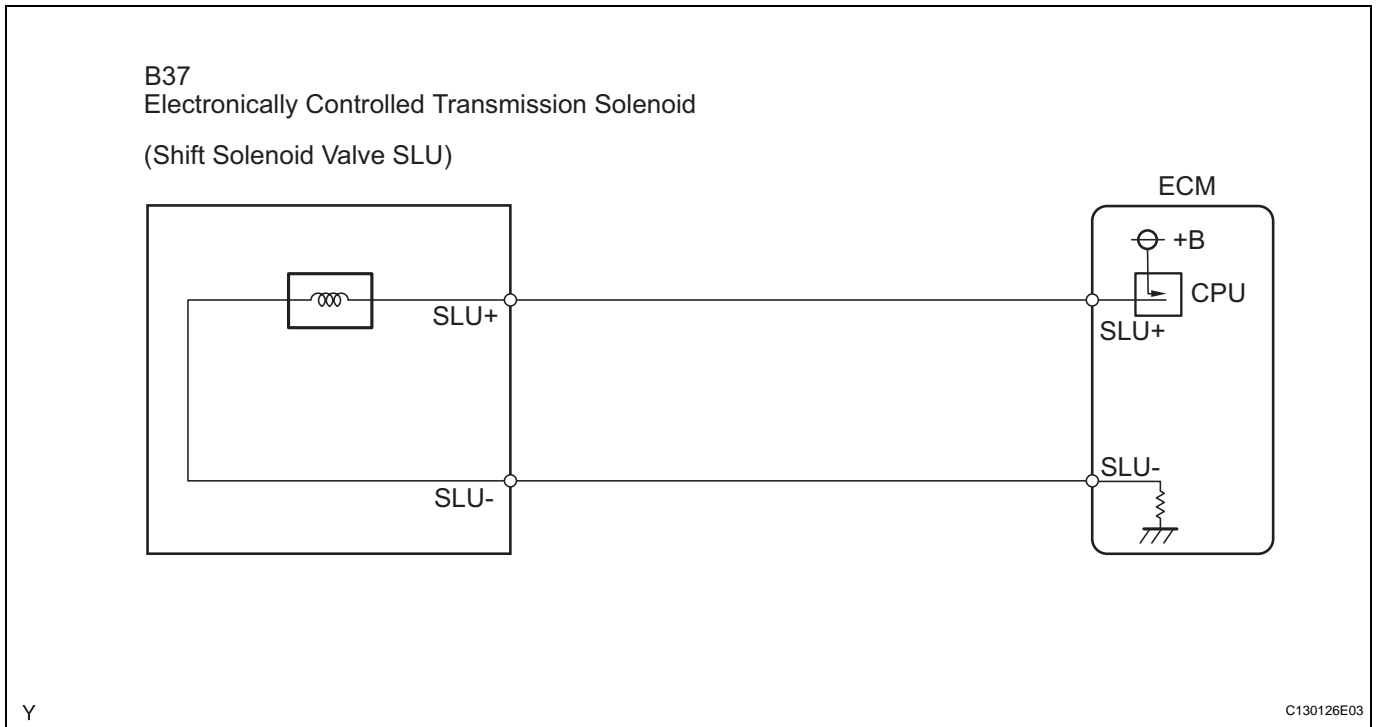 B37
Electronically Controlled Transmission Solenoid
(Shift Solenoid Valve SLU)
ECM
+B
CPU
SLU+
SLU+
SLU-
SLU-
Y
C130126E03